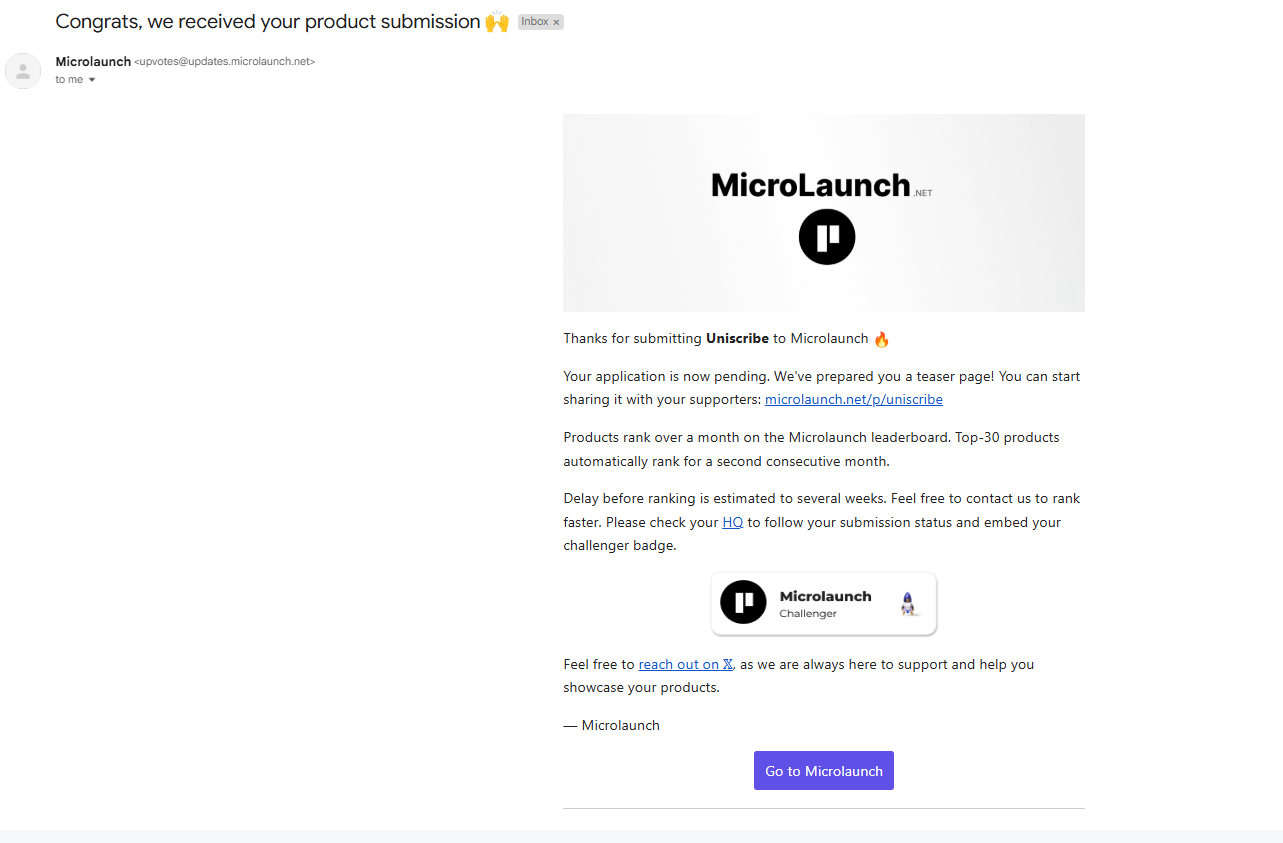 Congrats, we received your product submission 🙌 Inbox ×
Microlaunch <upvotes@updates.microlaunch.net>
to me
MicroLaunch .NET
Thanks for submitting Uniscribe to Microlaunch 🔥
Your application is now pending. We've prepared you a teaser page! You can start
sharing it with your supporters: microlaunch.net/p/uniscribe
Products rank over a month on the Microlaunch leaderboard. Top-30 products
automatically rank for a second consecutive month.
Delay before ranking is estimated to several weeks. Feel free to contact us to rank
faster. Please check your HQ to follow your submission status and embed your
challenger badge.
Microlaunch
Challenger
Feel free to reach out on 𝕏, as we are always here to support and help you
showcase your products.
— Microlaunch
Go to Microlaunch